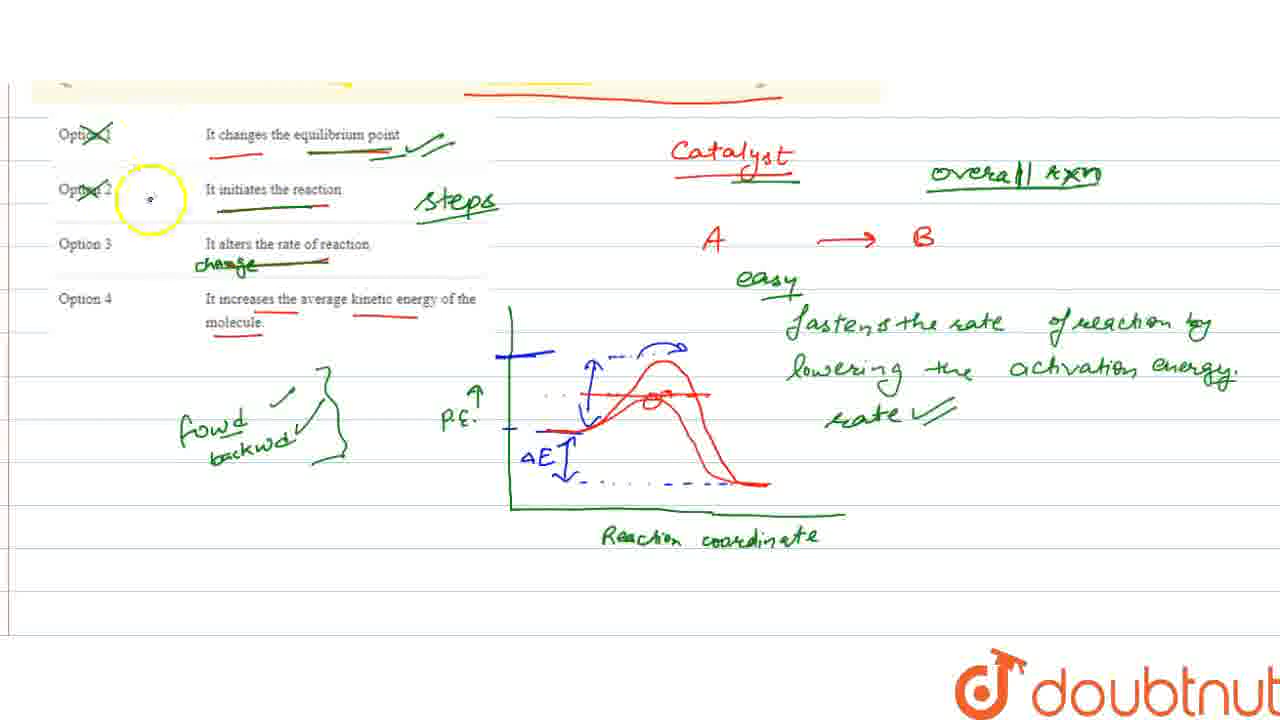 Option 1 It changes the equilibrium point
Option 2 It initiates the reaction
steps
Option 3 It alters the rate of reaction
change
Option 4 It increases the average kinetic energy of the
molecule.
Catalyst
overall rxn
A → B
easy
fastens the rate of reaction by
lowering the activation energy.
rate
fowd
backwd
P.E.
ΔE
Reaction coordinate
doubtnut